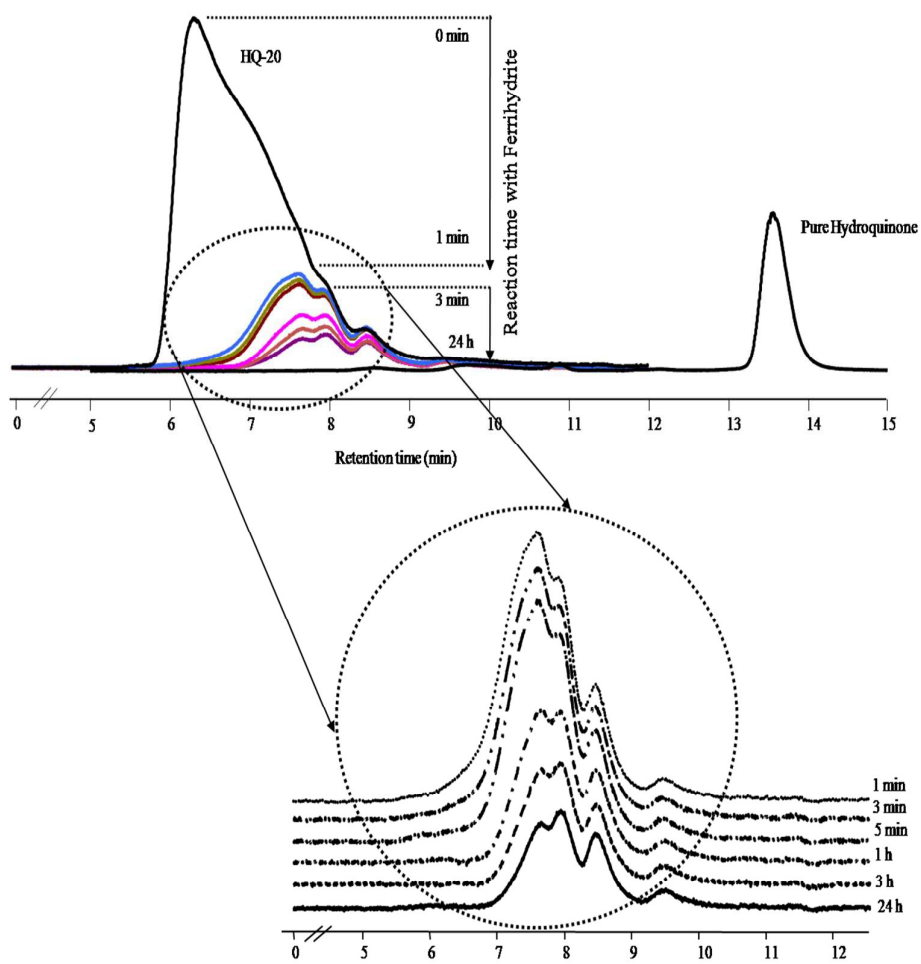 0 min
HQ-20
Reaction time with Ferrihydrite
1 min
Pure Hydroquinone
3 min
24 h
0 5 6 7 8 9 10 11 12 13 14 15
Retention time (min)
1 min
3 min
5 min
1 h
3 h
24 h
0 5 6 7 8 9 10 11 12